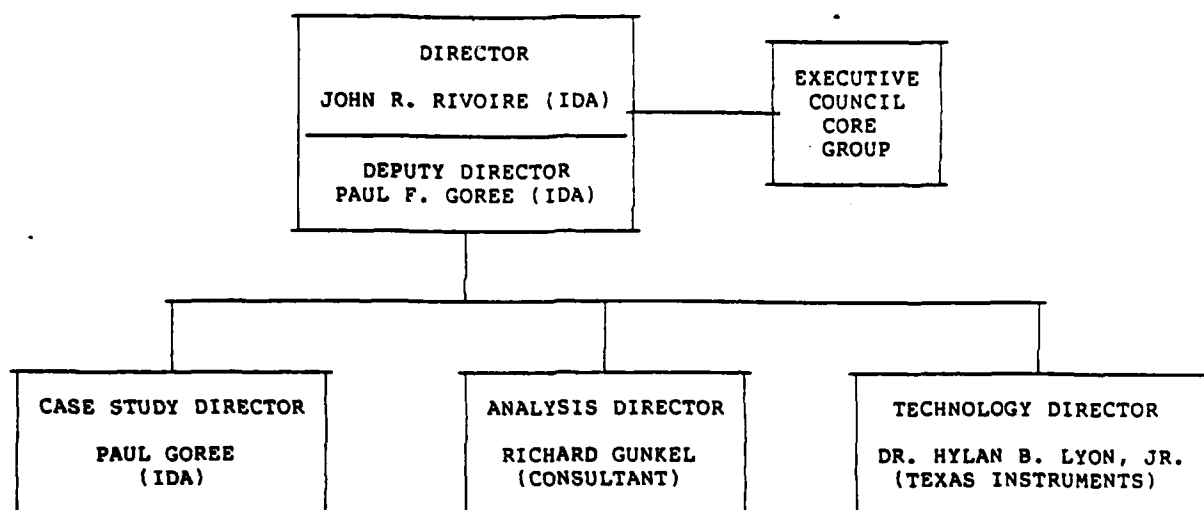 DIRECTOR
JOHN R. RIVOIRE (IDA)
DEPUTY DIRECTOR
PAUL F. GOREE (IDA)
EXECUTIVE
COUNCIL
CORE
GROUP
CASE STUDY DIRECTOR
PAUL GOREE
(IDA)
ANALYSIS DIRECTOR
RICHARD GUNKEL
(CONSULTANT)
TECHNOLOGY DIRECTOR
DR. HYLAN B. LYON, JR.
(TEXAS INSTRUMENTS)